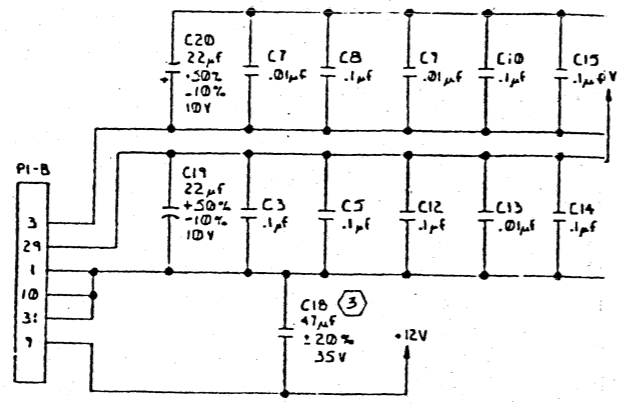 C20
22µf
+50%
-10%
10V
C7
.01µf
C8
.1µf
C9
.01µf
C10
.1µf
C15
.1µf
V
P1-B
3
29
1
10
31
9
C19
22µf
+50%
-10%
10V
C3
.1µf
C5
.1µf
C12
.1µf
C13
.01µf
C14
.1µf
C18
3
47µf
±20%
35V
+12V